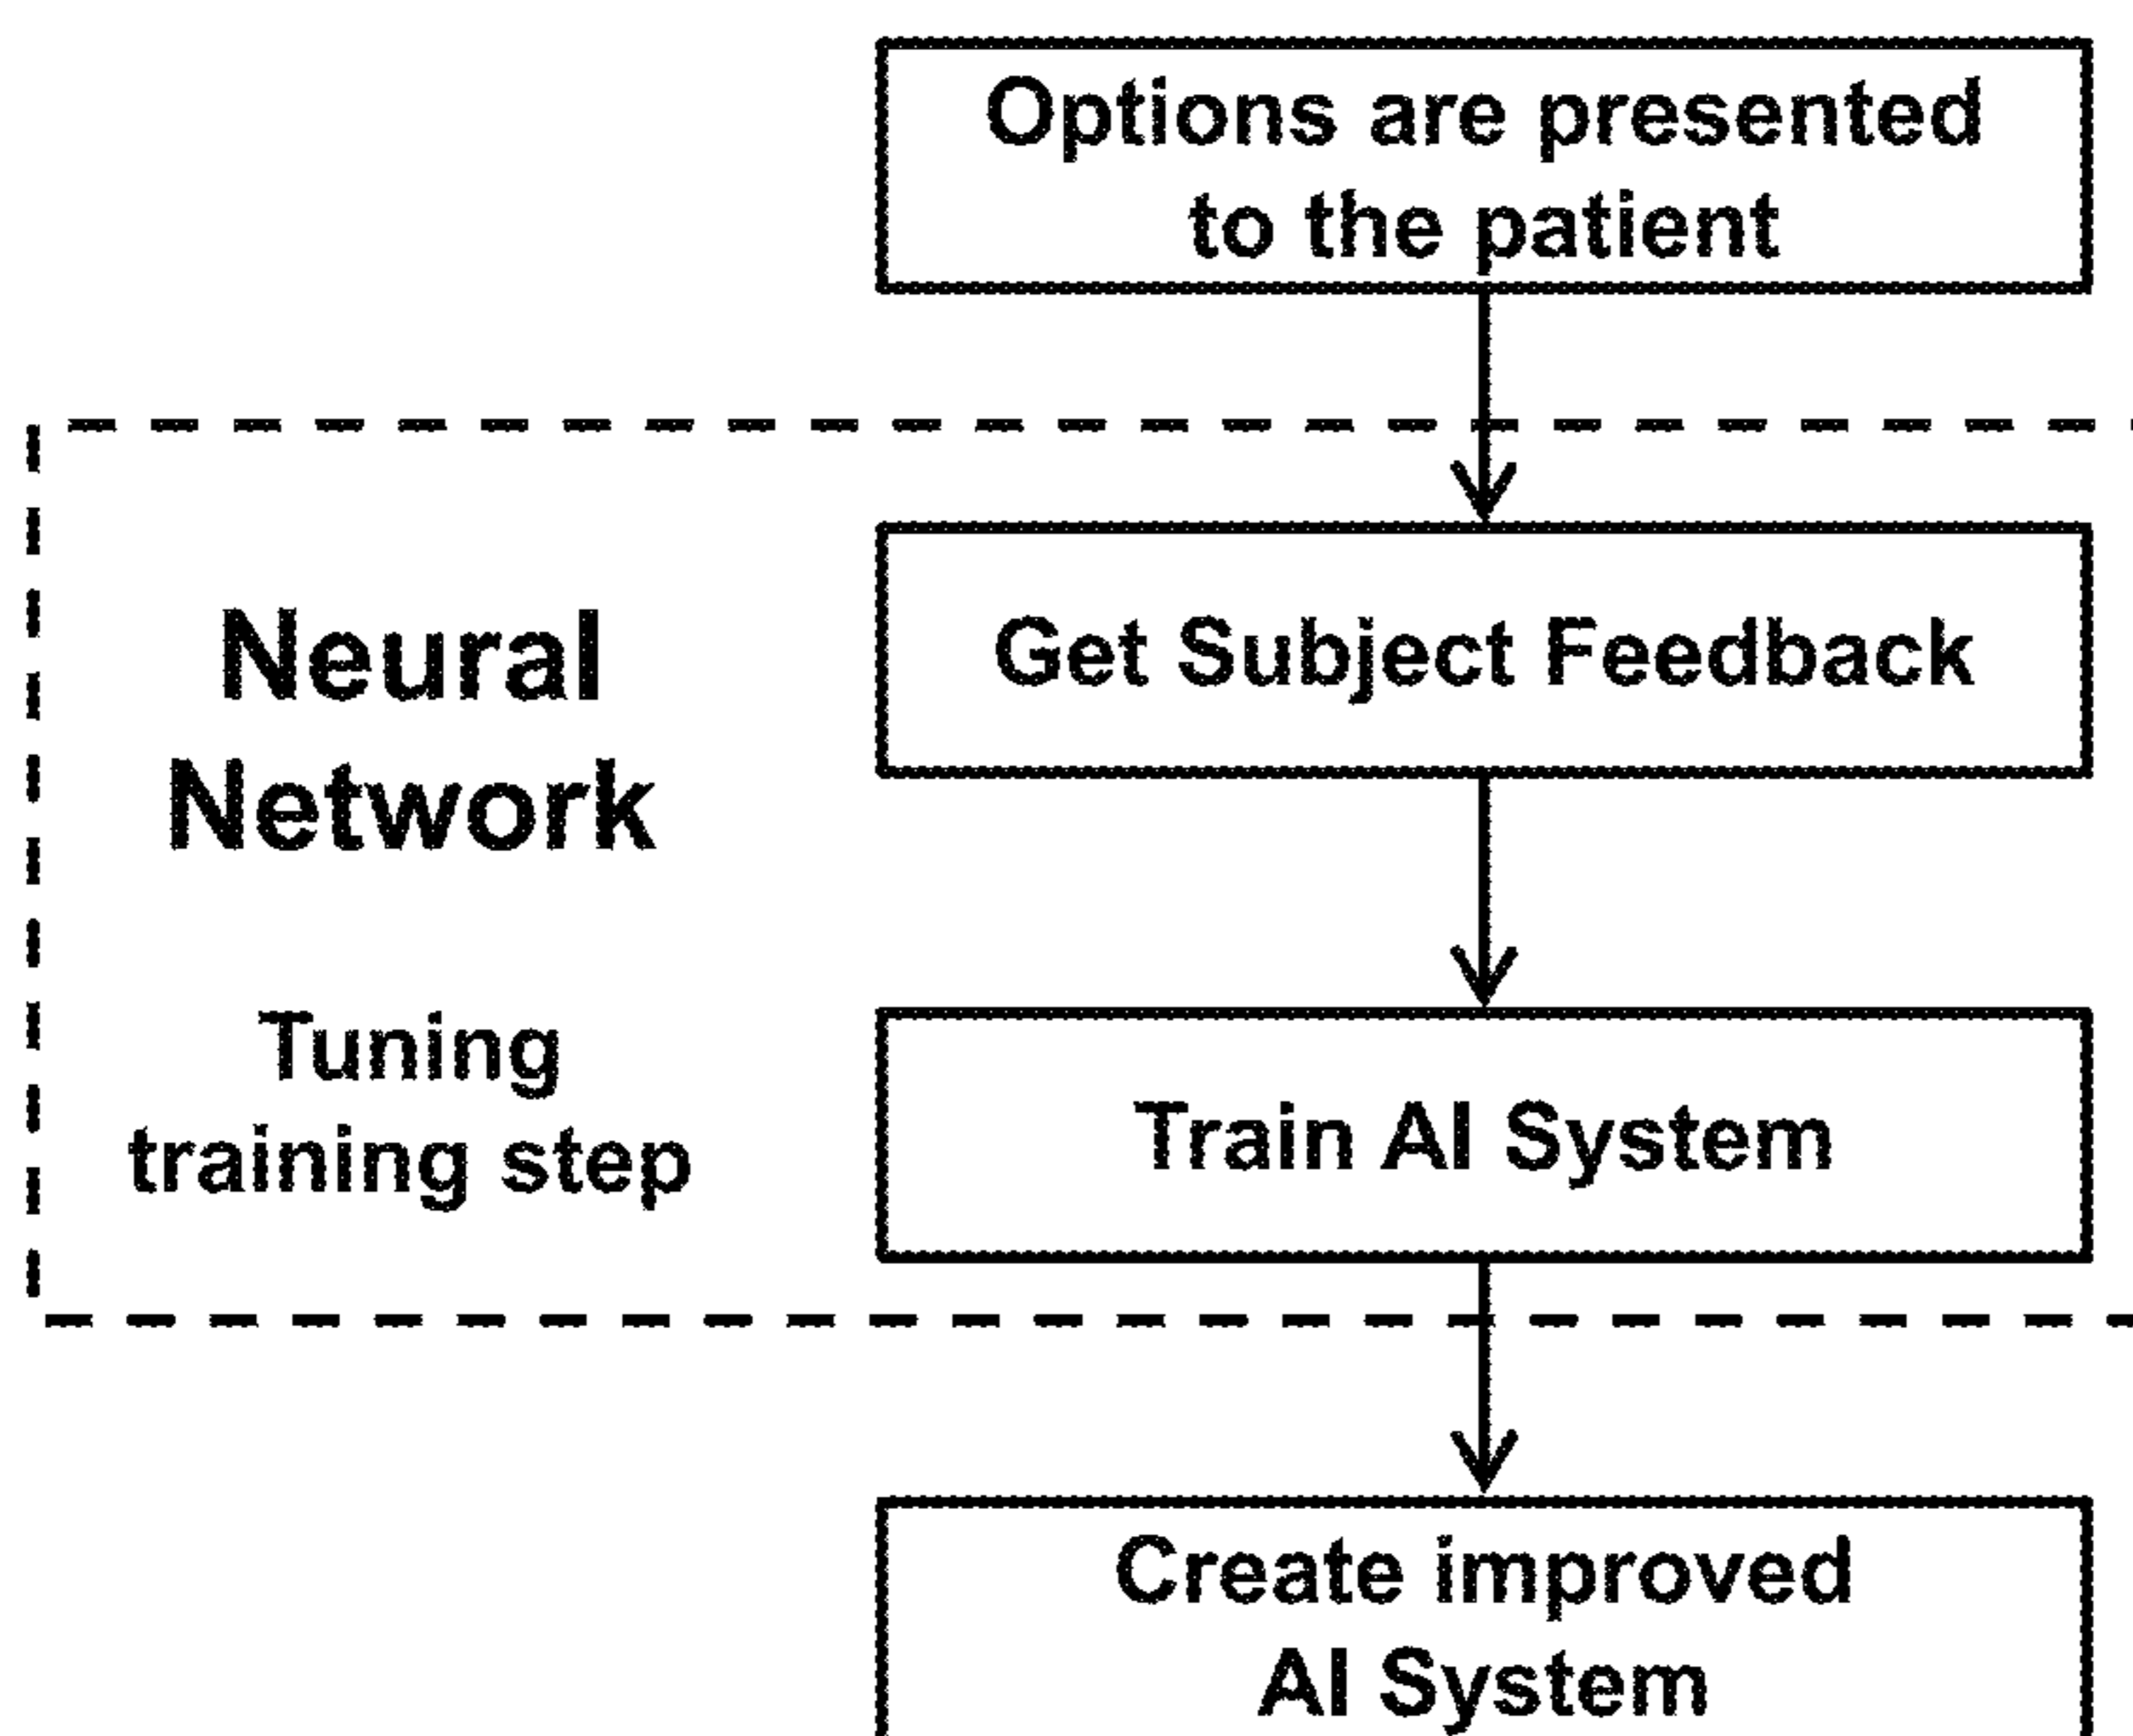 Options are presented
to the patient
Neural
Network
Tuning
training step
Get Subject Feedback
Train AI System
Create improved
AI System